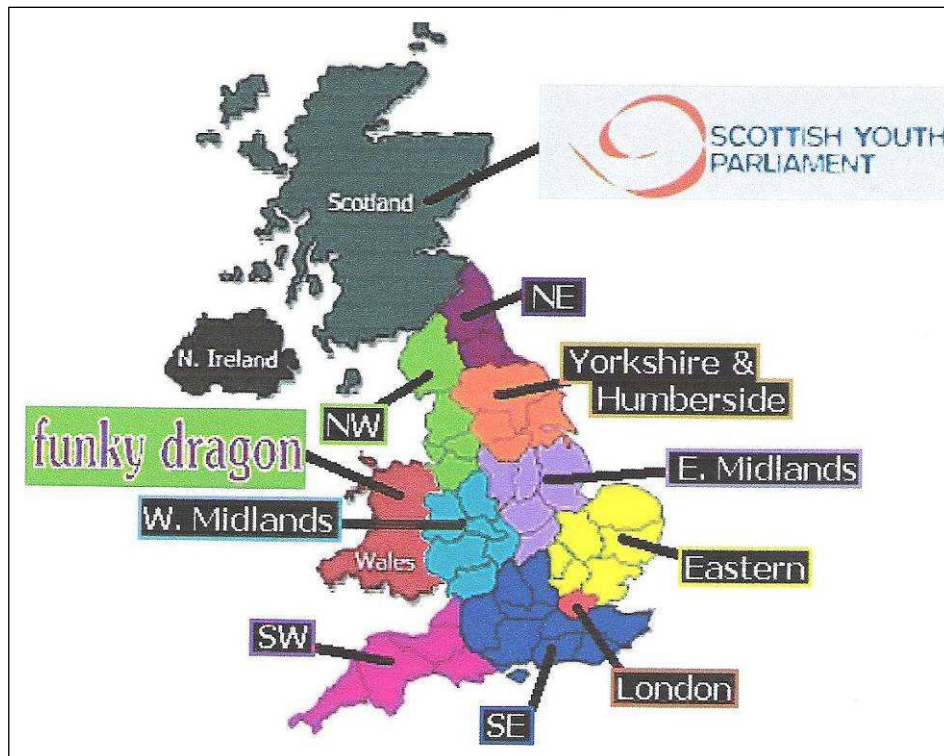 SCOTTISH YOUTH
PARLIAMENT
Scotland
NE
N. Ireland
Yorkshire &
Humberside
NW
funky dragon
E. Midlands
W. Midlands
Wales
Eastern
SW
London
SE